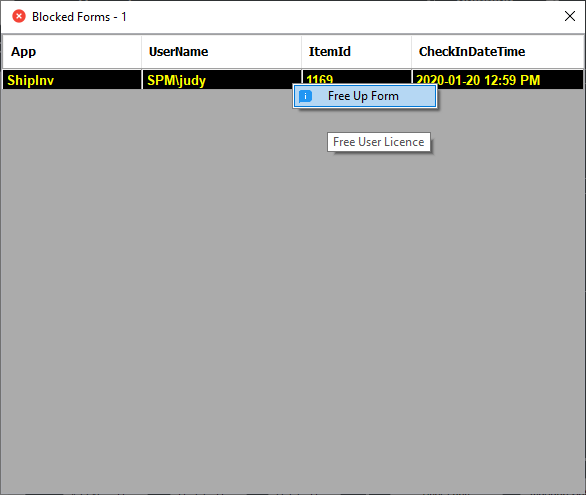 Blocked Forms - 1
App UserName ItemId CheckInDateTime
ShipInv SPM\judy 1169 2020-01-20 12:59 PM
Free Up Form
Free User Licence